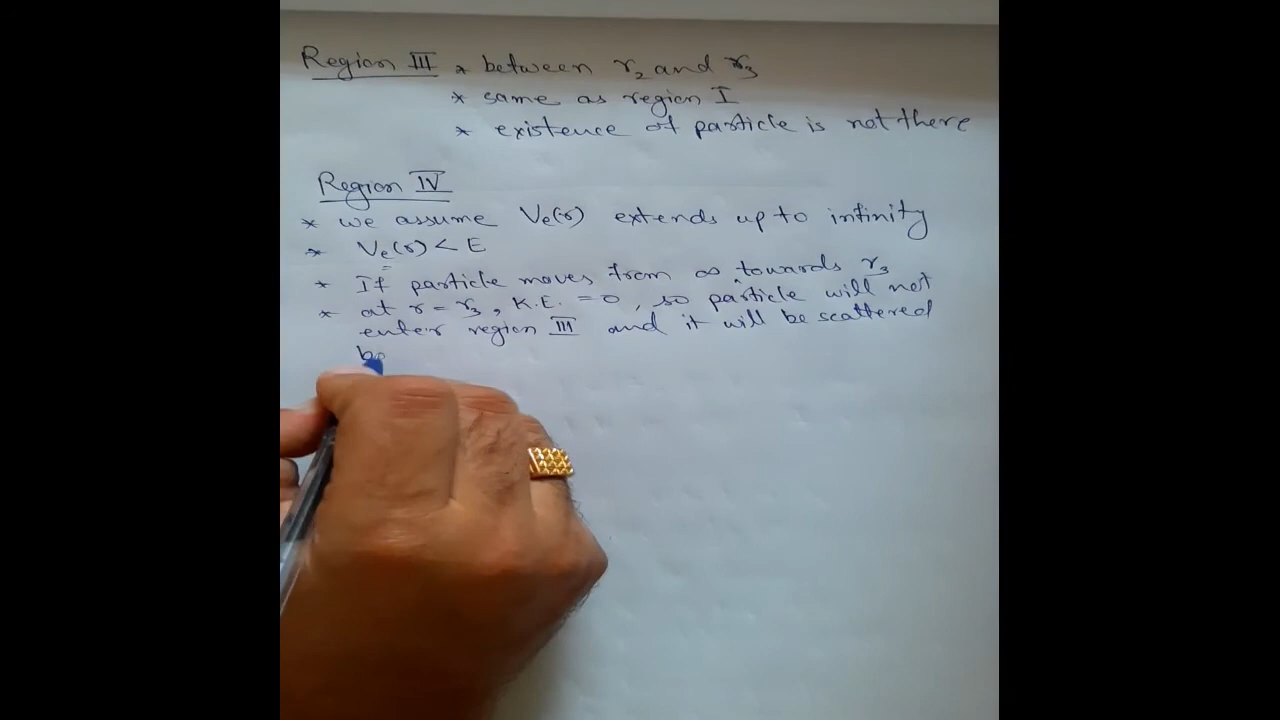 Region III * between r₂ and r₃
* same as region I
* existence of particle is not there
Region IV
* we assume Ve(r) extends up to infinity
* Ve(r) < E
* If particle moves from ∞ towards r₃
* at r = r₃, K.E. = 0, so particle will not
enter region III and it will be scattered